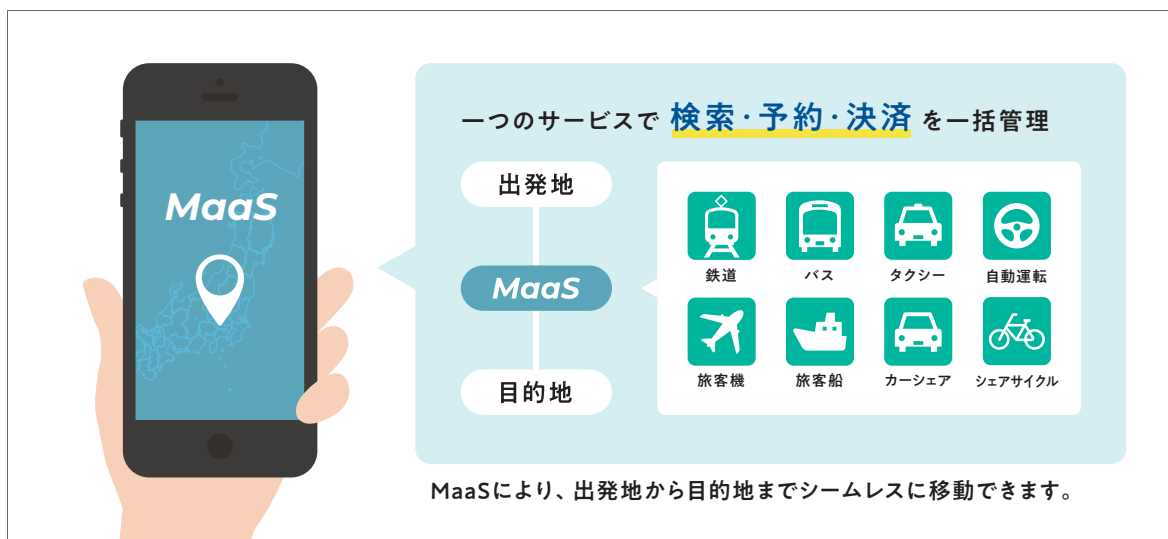 MaaS
一つのサービスで 検索・予約・決済 を一括管理
出発地
MaaS
目的地
鉄道
バス
タクシー
自動運転
旅客機
旅客船
カーシェア
シェアサイクル
MaaSにより、出発地から目的地までシームレスに移動できます。